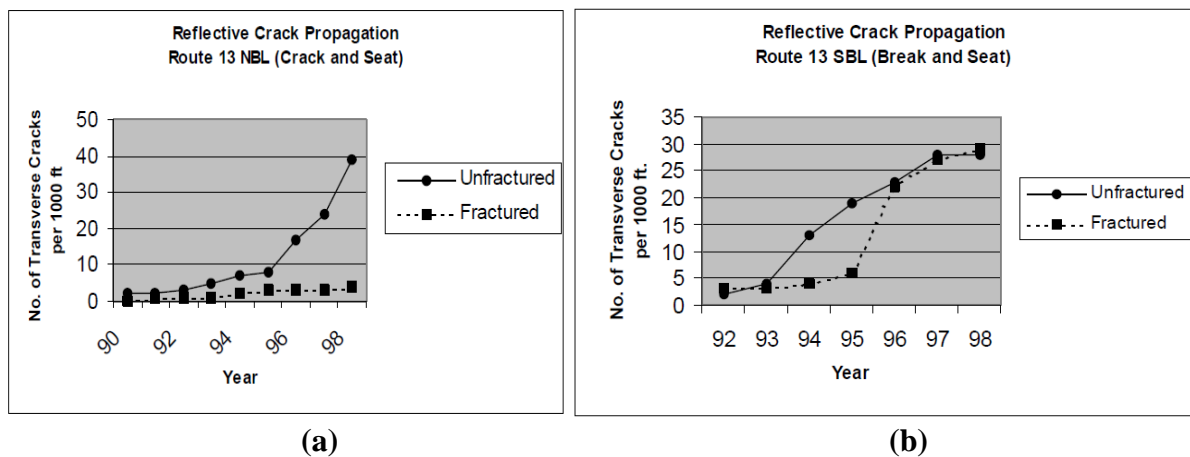 Reflective Crack Propagation
Route 13 NBL (Crack and Seat)
No. of Transverse Cracks
per 1000 ft
50
40
30
20
10
0
90
92
94
96
98
Year
Unfractured
Fractured
(a)
Reflective Crack Propagation
Route 13 SBL (Break and Seat)
No. of Transverse Cracks
per 1000 ft.
35
30
25
20
15
10
5
0
92 93 94 95 96 97 98
Year
Unfractured
Fractured
(b)